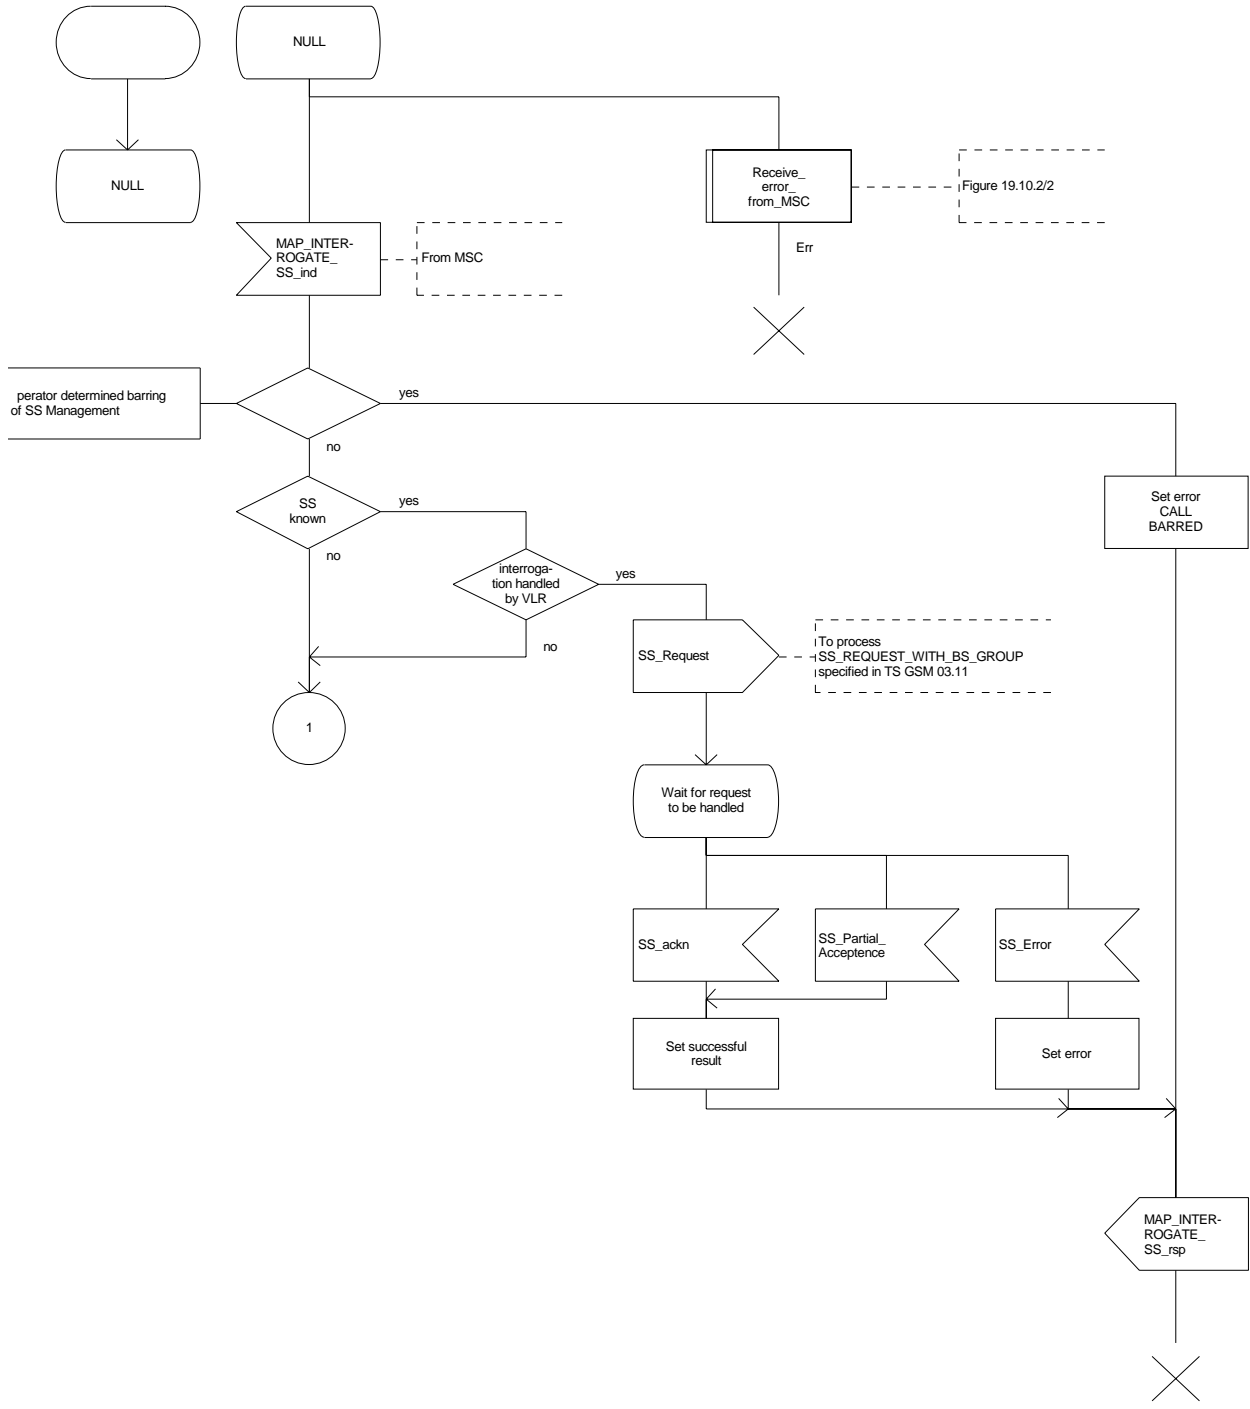 NULL
NULL
Receive_
error_
from_MSC
Figure 19.10.2/2
MAP_INTER-
ROGATE_
SS_ind
From MSC
Err
perator determined barring
of SS Management
yes
no
SS
known
yes
no
Set error
CALL
BARRED
interroga-
tion handled
by VLR
yes
no
SS_Request
To process
SS_REQUEST_WITH_BS_GROUP
specified in TS GSM 03.11
1
Wait for request
to be handled
SS_ackn
SS_Partial_
Acceptence
SS_Error
Set successful
result
Set error
MAP_INTER-
ROGATE_
SS_rsp